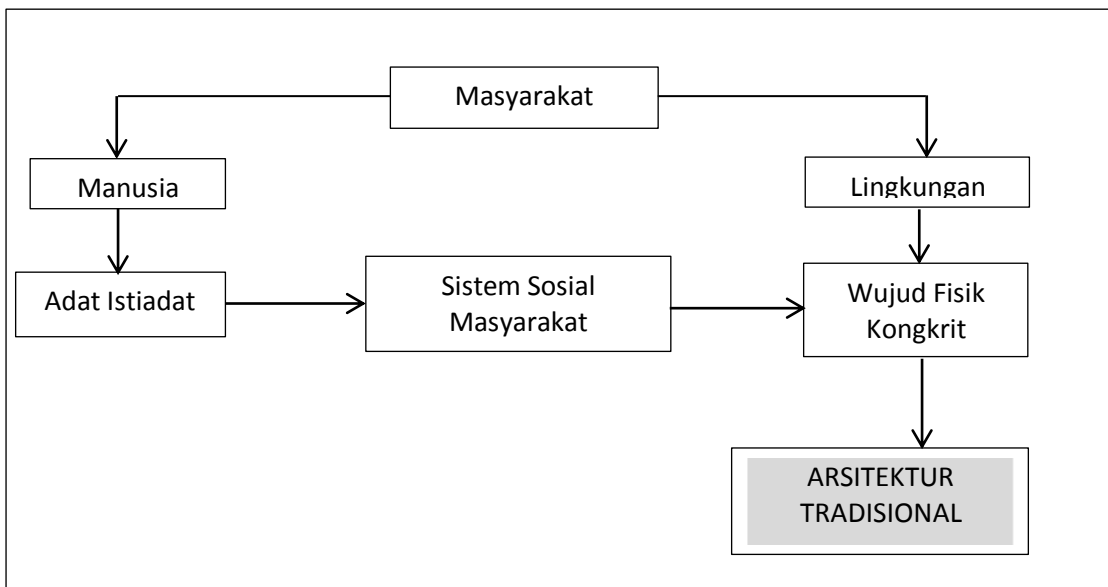 Masyarakat
Manusia
Lingkungan
Adat Istiadat
Sistem Sosial
Masyarakat
Wujud Fisik
Kongkrit
ARSITEKTUR
TRADISIONAL